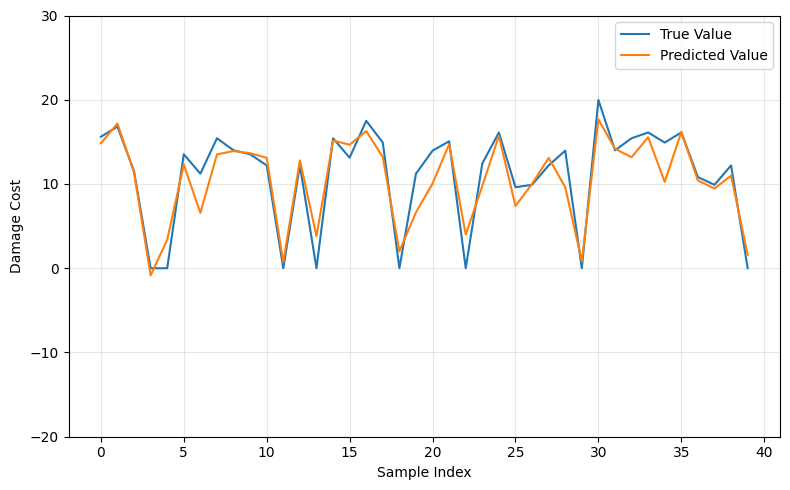 30
20
10
0
−10
−20
Damage Cost
0 5 10 15 20 25 30 35 40
Sample Index
True Value
Predicted Value